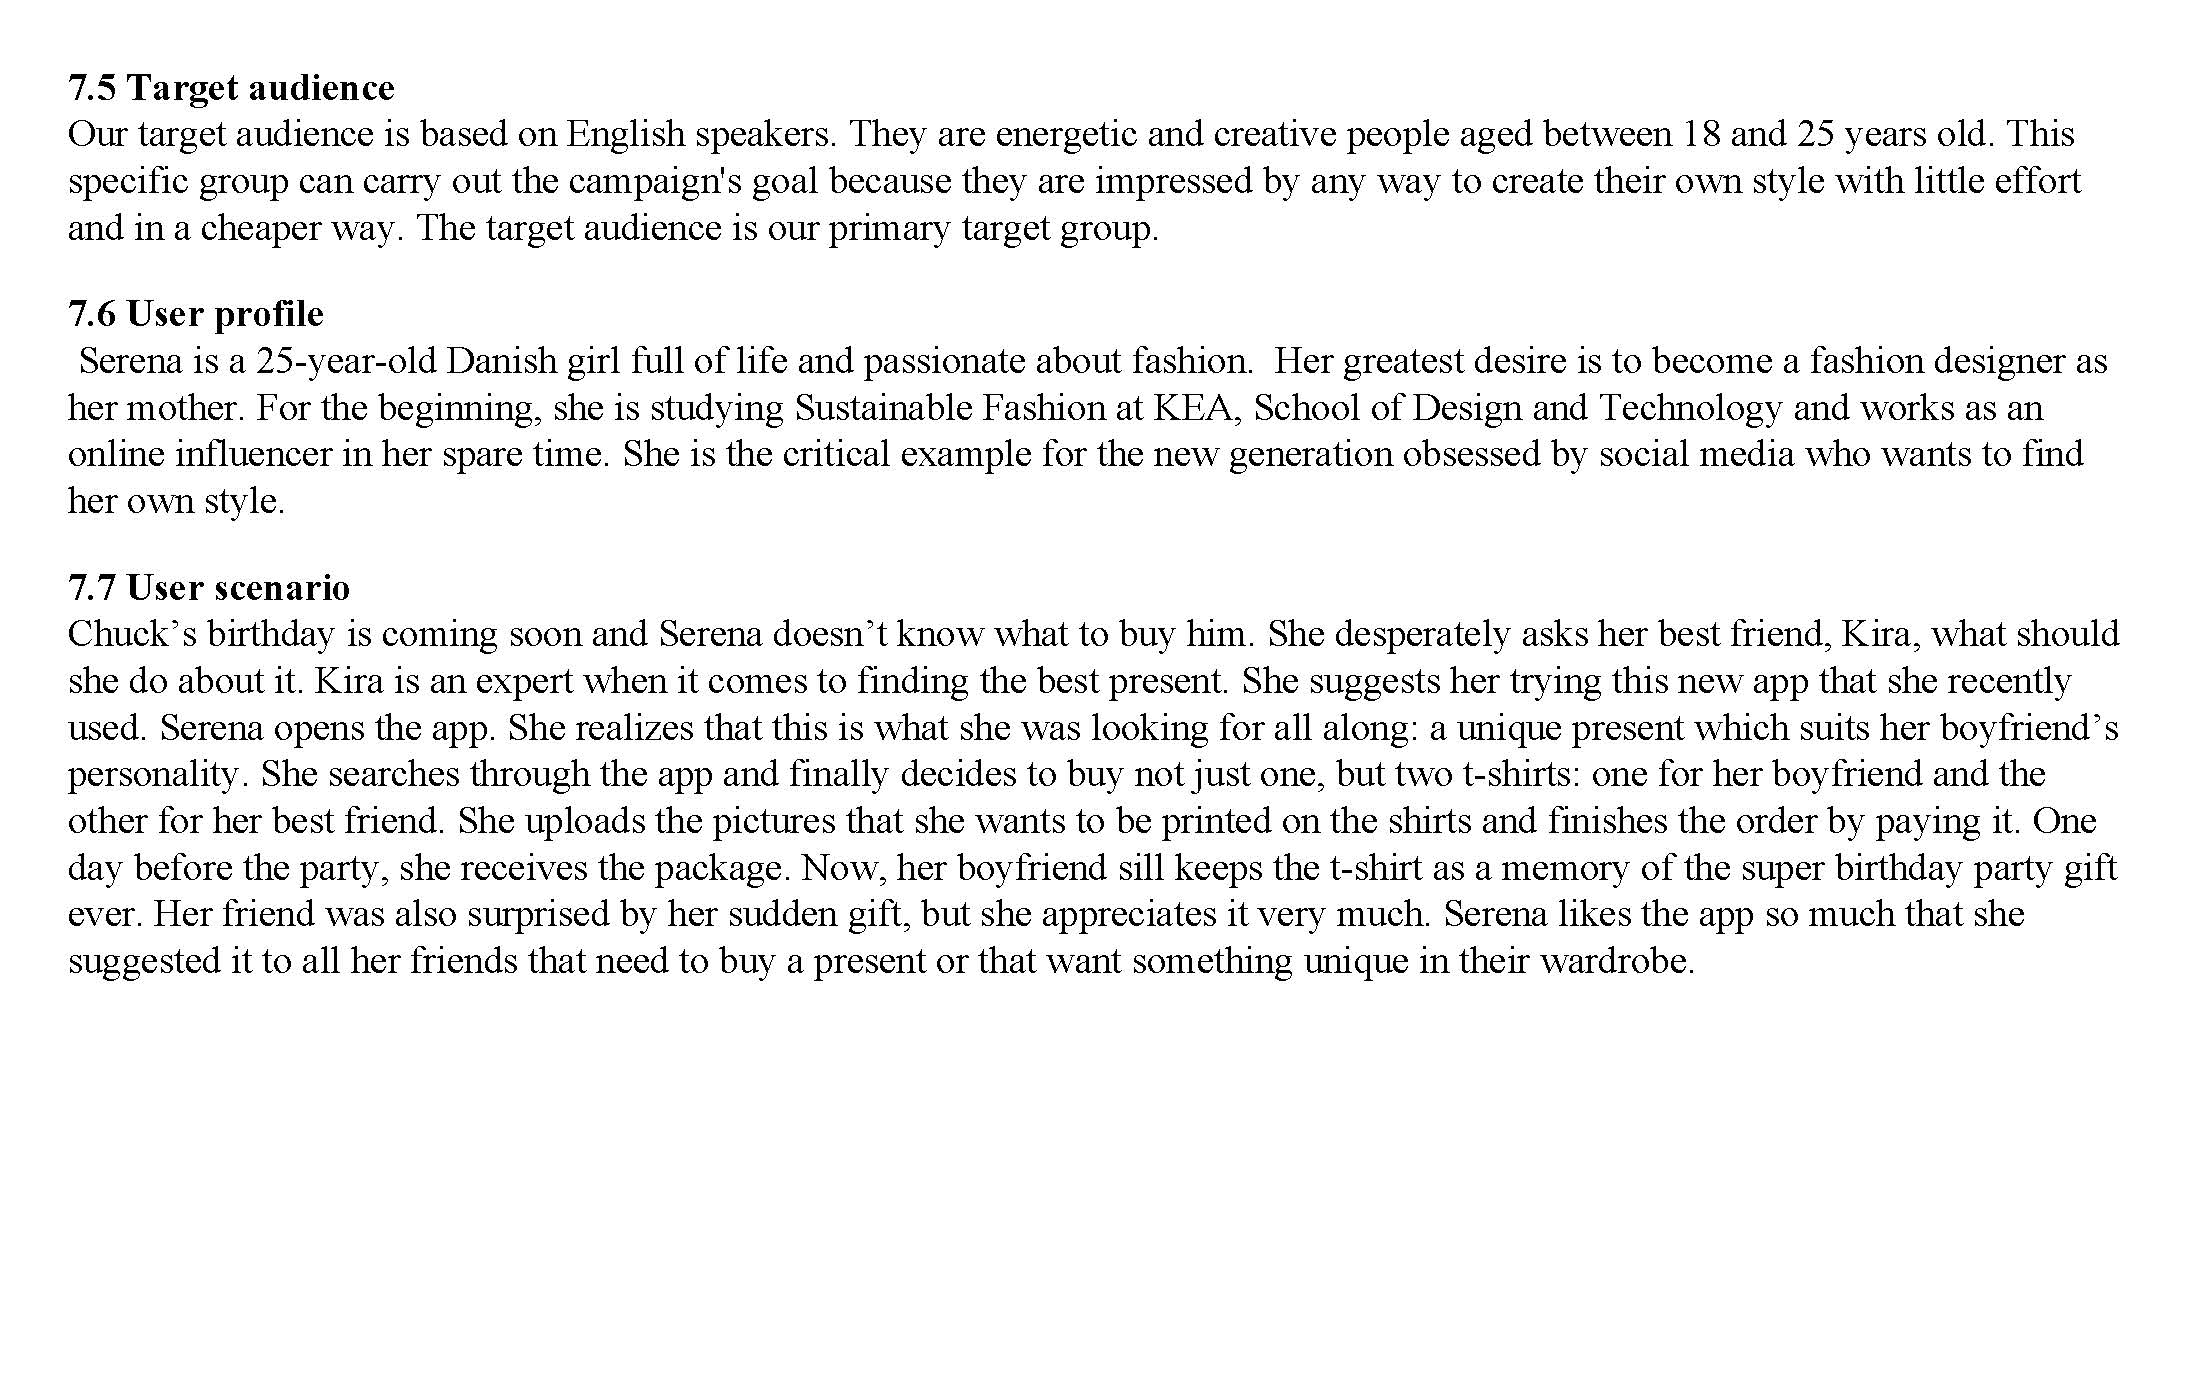 7.5 Target audience
Our target audience is based on English speakers. They are energetic and creative people aged between 18 and 25 years old. This
specific group can carry out the campaign's goal because they are impressed by any way to create their own style with little effort
and in a cheaper way. The target audience is our primary target group.
7.6 User profile
Serena is a 25-year-old Danish girl full of life and passionate about fashion.  Her greatest desire is to become a fashion designer as
her mother. For the beginning, she is studying Sustainable Fashion at KEA, School of Design and Technology and works as an
online influencer in her spare time. She is the critical example for the new generation obsessed by social media who wants to find
her own style.
7.7 User scenario
Chuck’s birthday is coming soon and Serena doesn’t know what to buy him. She desperately asks her best friend, Kira, what should
she do about it. Kira is an expert when it comes to finding the best present. She suggests her trying this new app that she recently
used. Serena opens the app. She realizes that this is what she was looking for all along: a unique present which suits her boyfriend’s
personality. She searches through the app and finally decides to buy not just one, but two t-shirts: one for her boyfriend and the
other for her best friend. She uploads the pictures that she wants to be printed on the shirts and finishes the order by paying it. One
day before the party, she receives the package. Now, her boyfriend sill keeps the t-shirt as a memory of the super birthday party gift
ever. Her friend was also surprised by her sudden gift, but she appreciates it very much. Serena likes the app so much that she
suggested it to all her friends that need to buy a present or that want something unique in their wardrobe.